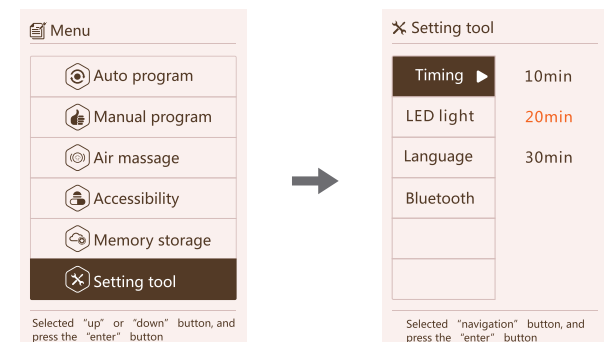 Menu
Auto program
Manual program
Air massage
Accessibility
Memory storage
Setting tool
Selected “up” or “down” button, and
press the “enter” button
Setting tool
Timing
10min
LED light
20min
Language
30min
Bluetooth
Selected “navigation” button, and
press the “enter” button